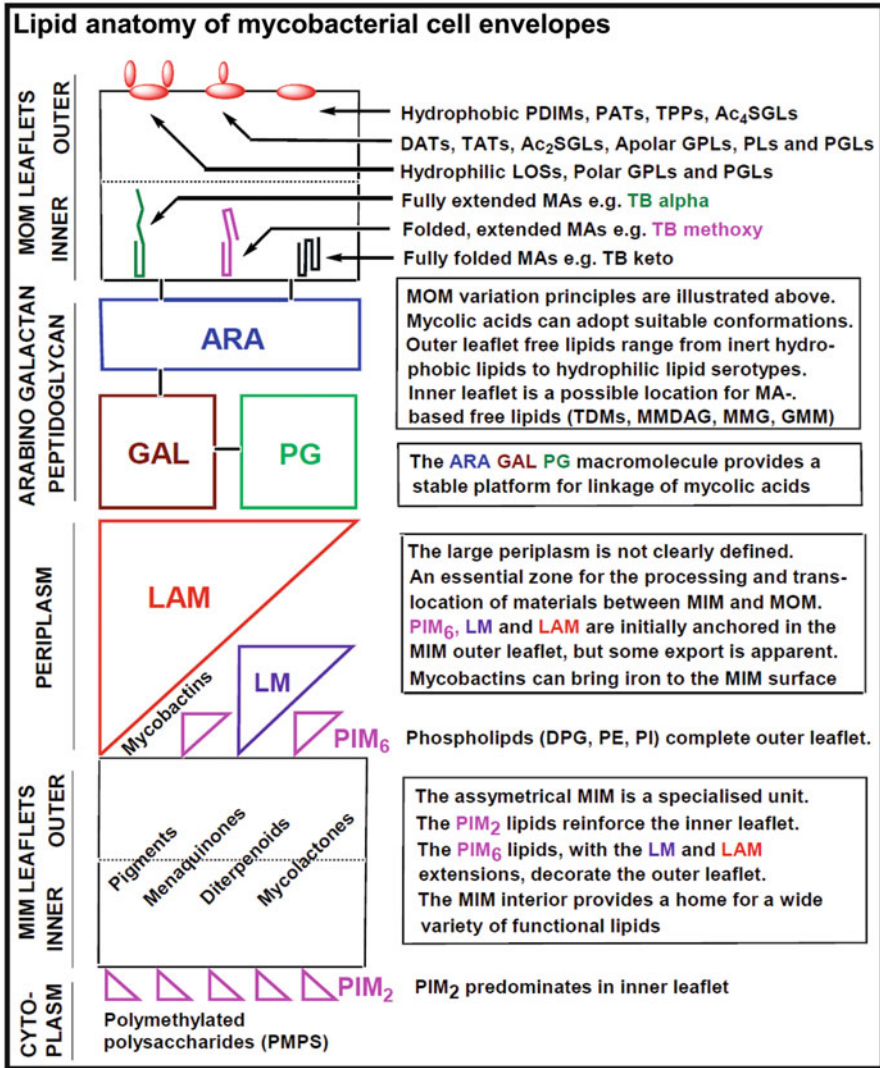 Lipid anatomy of mycobacterial cell envelopes
MOM LEAFLETS
OUTER
INNER
Hydrophobic PDIMs, PATs, TPPs, Ac₄SGLs
DATs, TATs, Ac₂SGLs, Apolar GPLs, PLs and PGLs
Hydrophilic LOSs, Polar GPLs and PGLs
Fully extended MAs e.g. TB alpha
Folded, extended MAs e.g. TB methoxy
Fully folded MAs e.g. TB keto
ARABINO GALACTAN
PEPTIDOGLYCAN
ARA
GAL
PG
MOM variation principles are illustrated above.
Mycolic acids can adopt suitable conformations.
Outer leaflet free lipids range from inert hydro-
phobic lipids to hydrophilic lipid serotypes.
Inner leaflet is a possible location for MA-.
based free lipids (TDMs, MMDAG, MMG, GMM)
The ARA GAL PG macromolecule provides a
stable platform for linkage of mycolic acids
PERIPLASM
LAM
LM
Mycobactins
PIM₆
The large periplasm is not clearly defined.
An essential zone for the processing and trans-
location of materials between MIM and MOM.
PIM₆, LM and LAM are initially anchored in the
MIM outer leaflet, but some export is apparent.
Mycobactins can bring iron to the MIM surface
Phospholipds (DPG, PE, PI) complete outer leaflet.
MIM LEAFLETS
OUTER
INNER
Pigments
Menaquinones
Diterpenoids
Mycolactones
The assymetrical MIM is a specialised unit.
The PIM₂ lipids reinforce the inner leaflet.
The PIM₆ lipids, with the LM and LAM
extensions, decorate the outer leaflet.
The MIM interior provides a home for a wide
variety of functional lipids
CYTO-
PLASM
PIM₂
PIM₂ predominates in inner leaflet
Polymethylated
polysaccharides (PMPS)